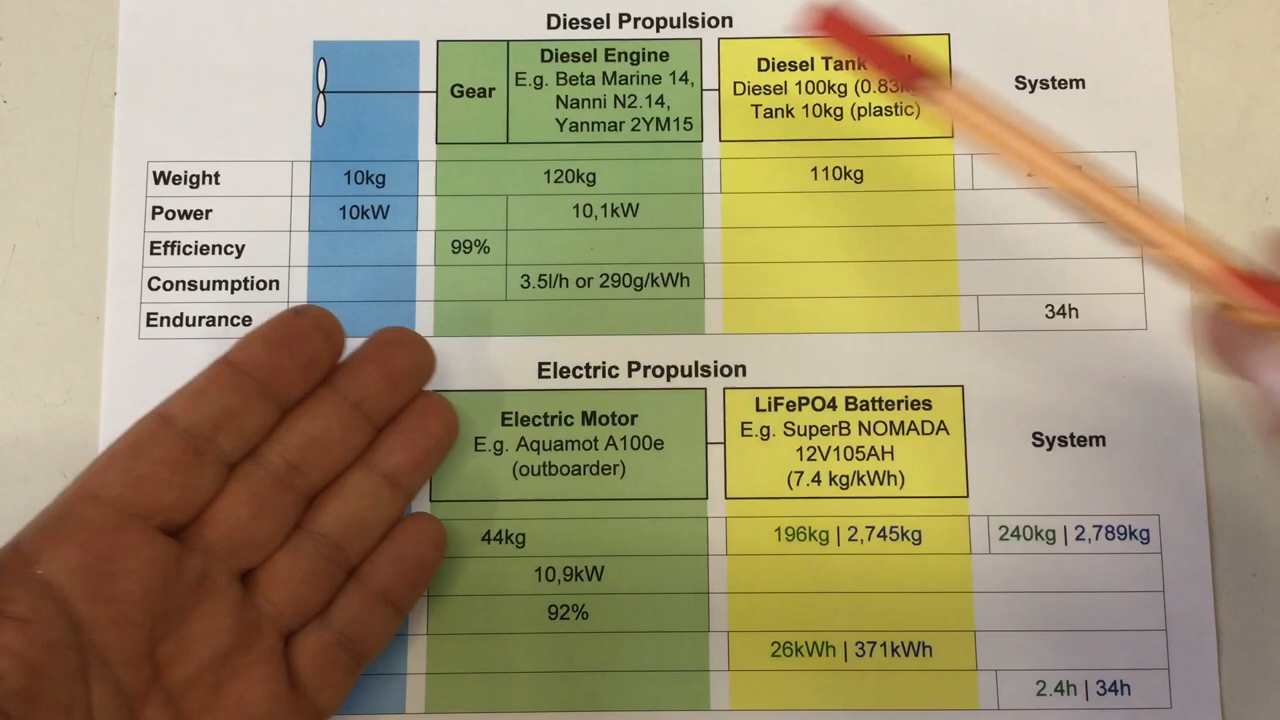 Diesel Propulsion
Gear
Diesel Engine
E.g. Beta Marine 14,
Nanni N2.14,
Yanmar 2YM15
Diesel Tank
Diesel 100kg
Tank 10kg (plastic)
System
Weight 10kg 120kg 110kg
Power 10kW 10,1kW
Efficiency 99%
Consumption 3.5l/h or 290g/kWh
Endurance 34h
Electric Propulsion
Electric Motor
E.g. Aquamot A100e
(outboarder)
LiFePO4 Batteries
E.g. SuperB NOMADA
12V105AH
(7.4 kg/kWh)
System
44kg 196kg | 2,745kg 240kg | 2,789kg
10,9kW
92%
26kWh | 371kWh
2.4h | 34h